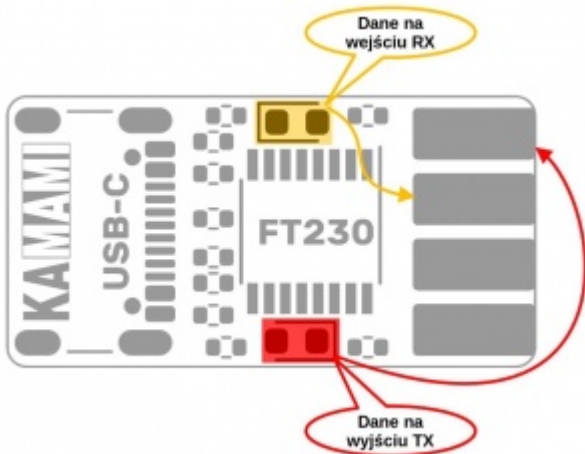 Dane na
wejściu RX
KAMAMI
USB-C
FT230
Dane na
wyjściu TX